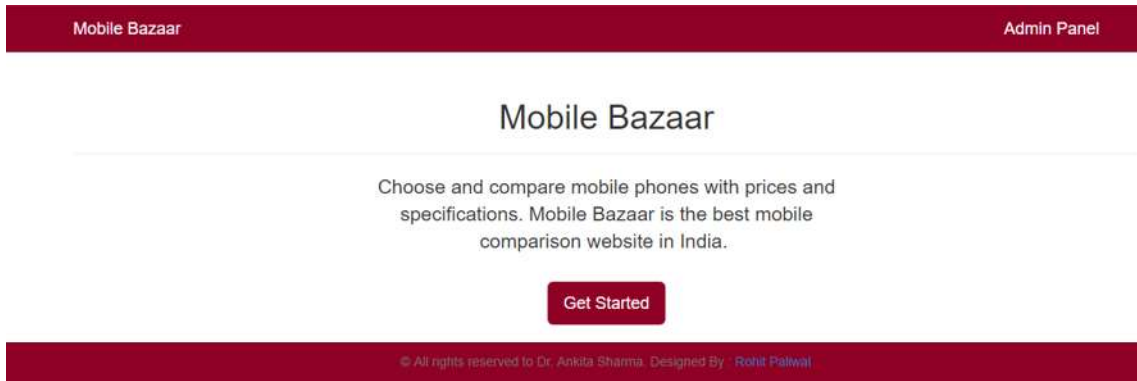 Mobile Bazaar
Admin Panel
Mobile Bazaar
Choose and compare mobile phones with prices and
specifications. Mobile Bazaar is the best mobile
comparison website in India.
Get Started
© All rights reserved to Dr. Ankita Sharma. Designed By : Rohit Paliwal